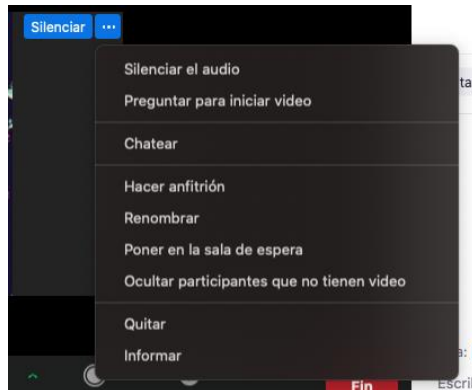 Silenciar ...
Silenciar el audio
Preguntar para iniciar video
Chatear
Hacer anfitrión
Renombrar
Poner en la sala de espera
Ocultar participantes que no tienen video
Quitar
Informar
Fin